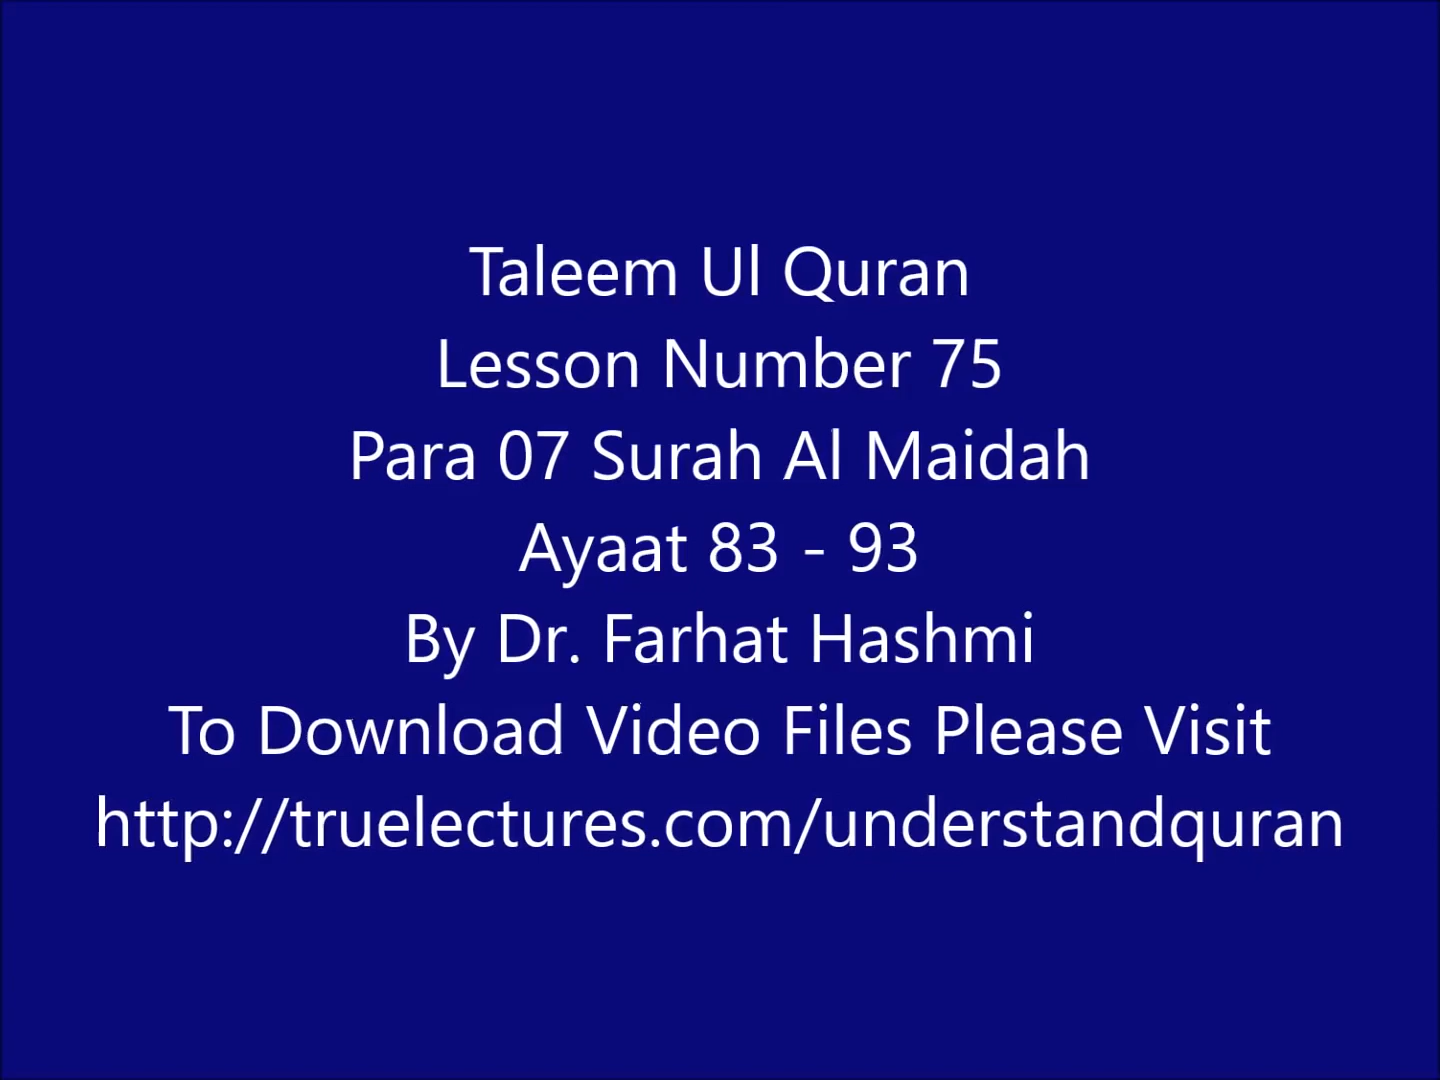 Taleem Ul Quran
Lesson Number 75
Para 07 Surah Al Maidah
Ayaat 83 - 93
By Dr. Farhat Hashmi
To Download Video Files Please Visit
http://truelectures.com/understandquran